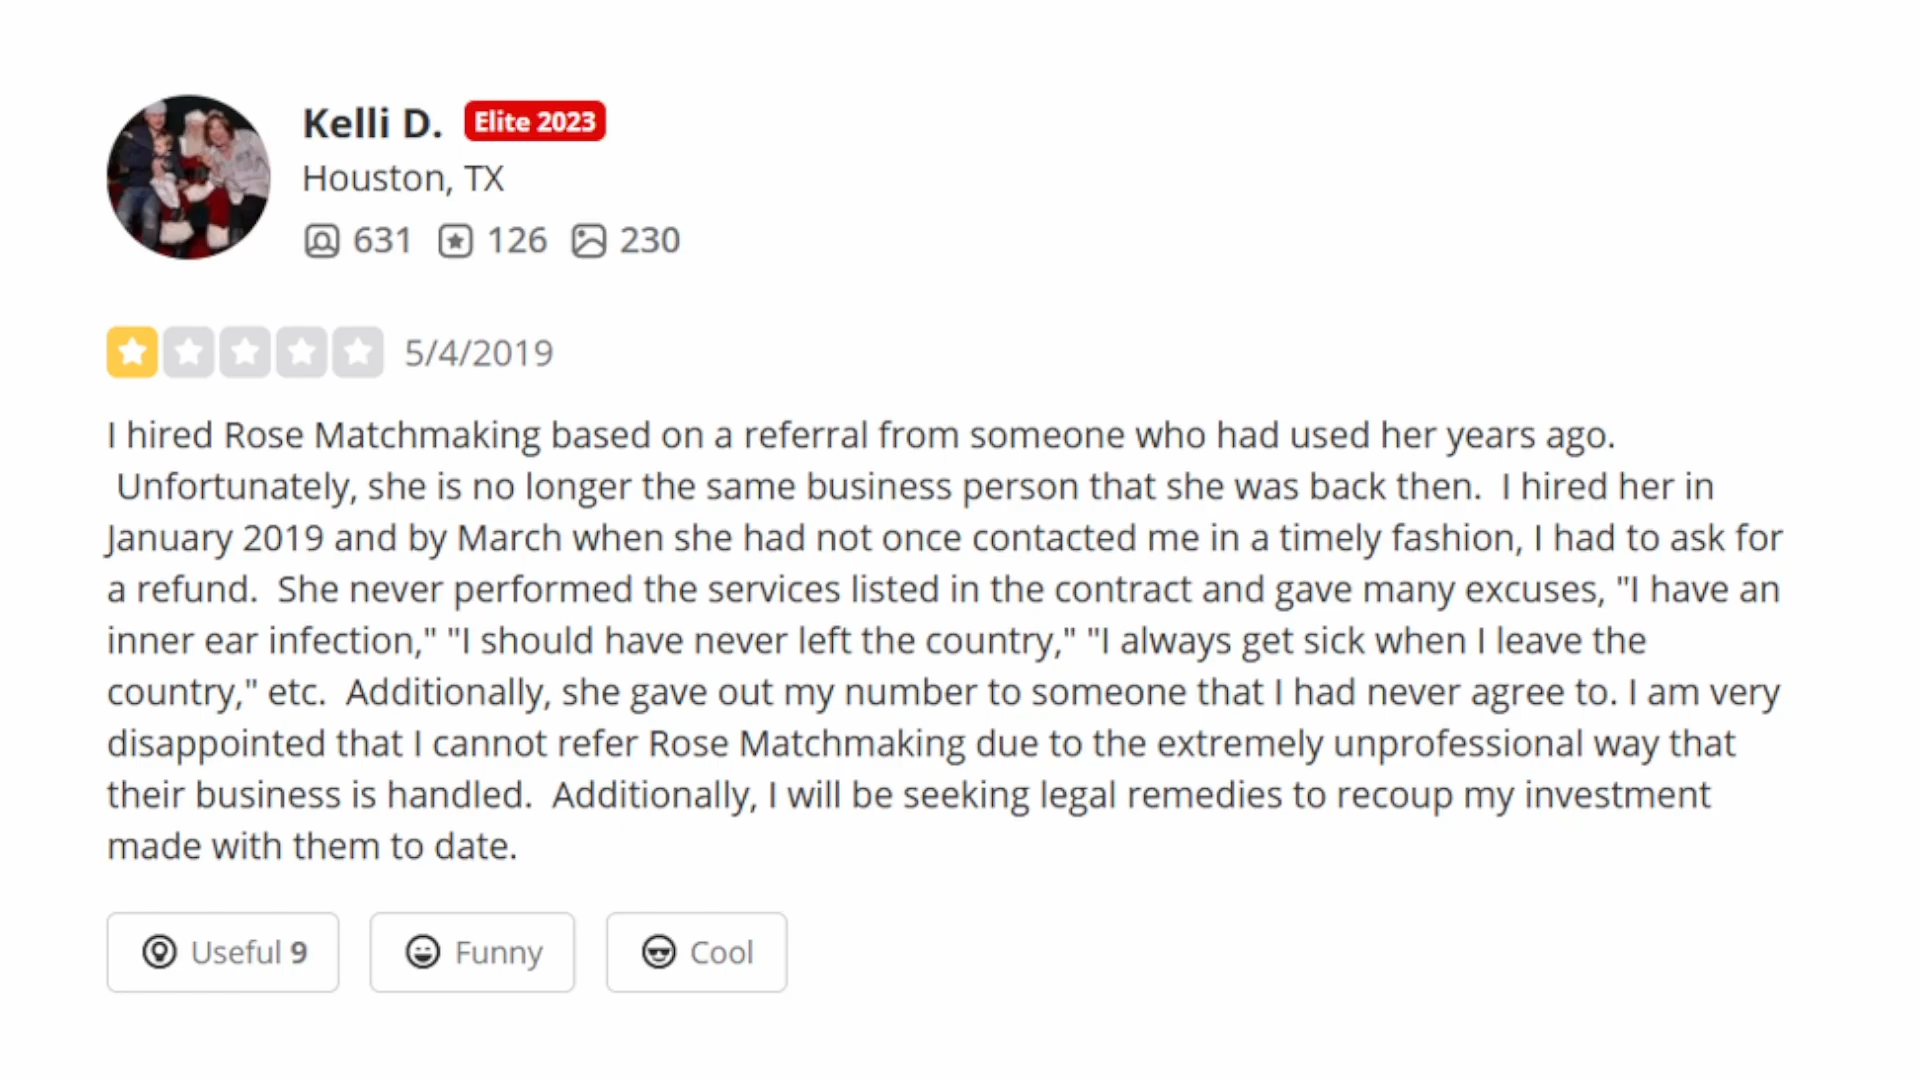 Kelli D. Elite 2023
Houston, TX
631 126 230
5/4/2019
I hired Rose Matchmaking based on a referral from someone who had used her years ago.
Unfortunately, she is no longer the same business person that she was back then.  I hired her in
January 2019 and by March when she had not once contacted me in a timely fashion, I had to ask for
a refund.  She never performed the services listed in the contract and gave many excuses, "I have an
inner ear infection," "I should have never left the country," "I always get sick when I leave the
country," etc.  Additionally, she gave out my number to someone that I had never agree to. I am very
disappointed that I cannot refer Rose Matchmaking due to the extremely unprofessional way that
their business is handled.  Additionally, I will be seeking legal remedies to recoup my investment
made with them to date.
Useful 9 Funny Cool